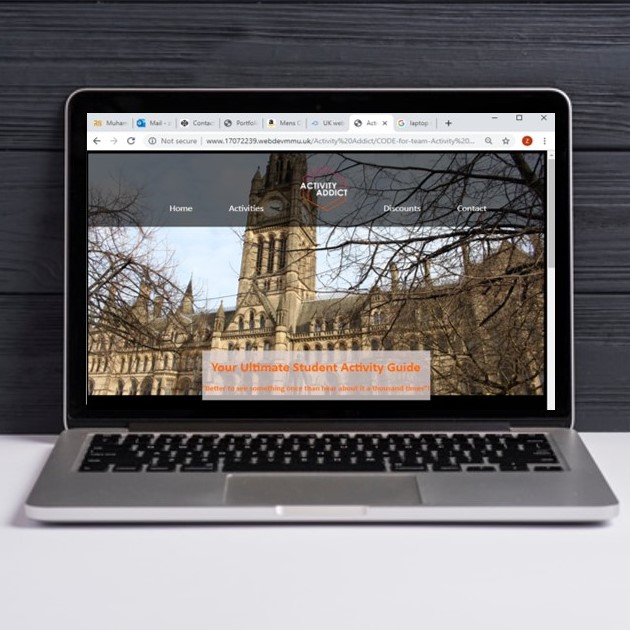 Muhan Mail - Contac Portfoli Mens C UK web Acti laptop
Not secure | www.17072239.webdevmmu.uk/Activity%20Addict/CODE-for-team-Activity%20...
ACTIVITY
ADDICT
Home Activities Discounts Contact
Your Ultimate Student Activity Guide
"Better to see something once than hear about it a thousand times"